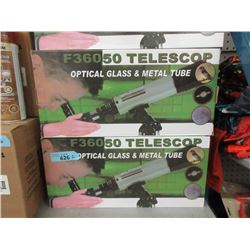 F36050 TELESCOP
OPTICAL GLASS & METAL TUBE
F36050 TELESCOP
OPTICAL GLASS & METAL TUBE